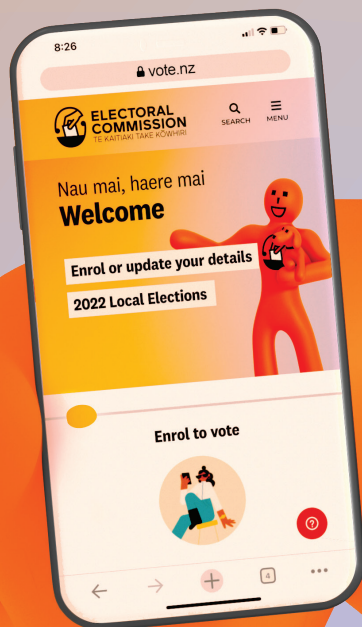 8:26
vote.nz
ELECTORAL
COMMISSION
TE KAITIAKI TAKE KŌWHIRI
SEARCH
MENU
Nau mai, haere mai
Welcome
Enrol or update your details
2022 Local Elections
Enrol to vote
4